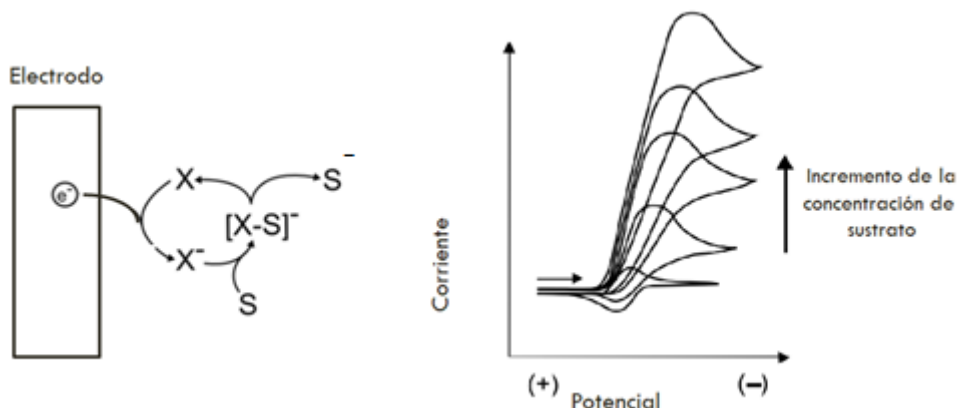 Electrodo
e-
X
S-
[X-S]-
X-
S
Corriente
Incremento de la
concentración de
sustrato
(+)
(−)
Potencial